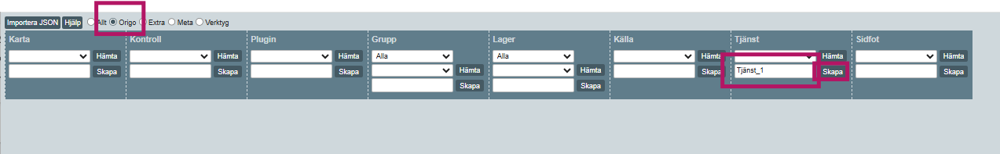 Importera JSON Hjälp Allt Origo Extra Meta Verktyg
Karta Kontroll Plugin Grupp Lager Källa Tjänst Sidfot
Hämta Hämta Hämta Alla Alla Hämta Hämta Hämta
Skapa Skapa Skapa Hämta Hämta Skapa Tjänst_1 Skapa Skapa
Skapa Skapa